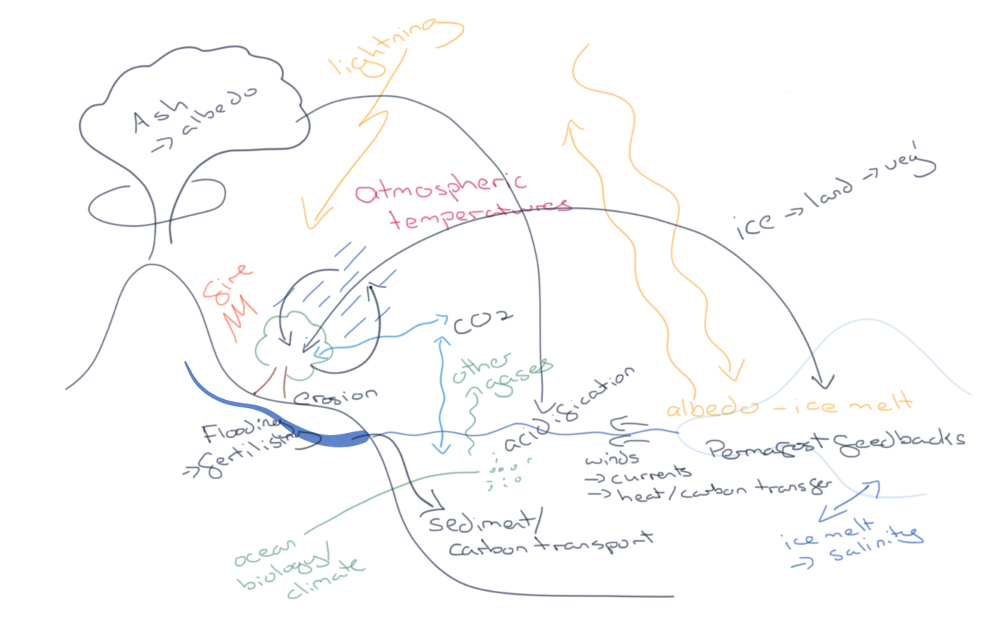 lightning
Ash
→ albedo
atmospheric
temperatures
ice → land → veg
fire
CO2
other
gases
erosion
Flooding
→ fertilisi
acidification
albedo - ice melt
Permafrost feedbacks
winds
→ currents
→ heat/carbon transfer
sediment/
carbon transport
ice melt
→ salinity
ocean
biology/
climate